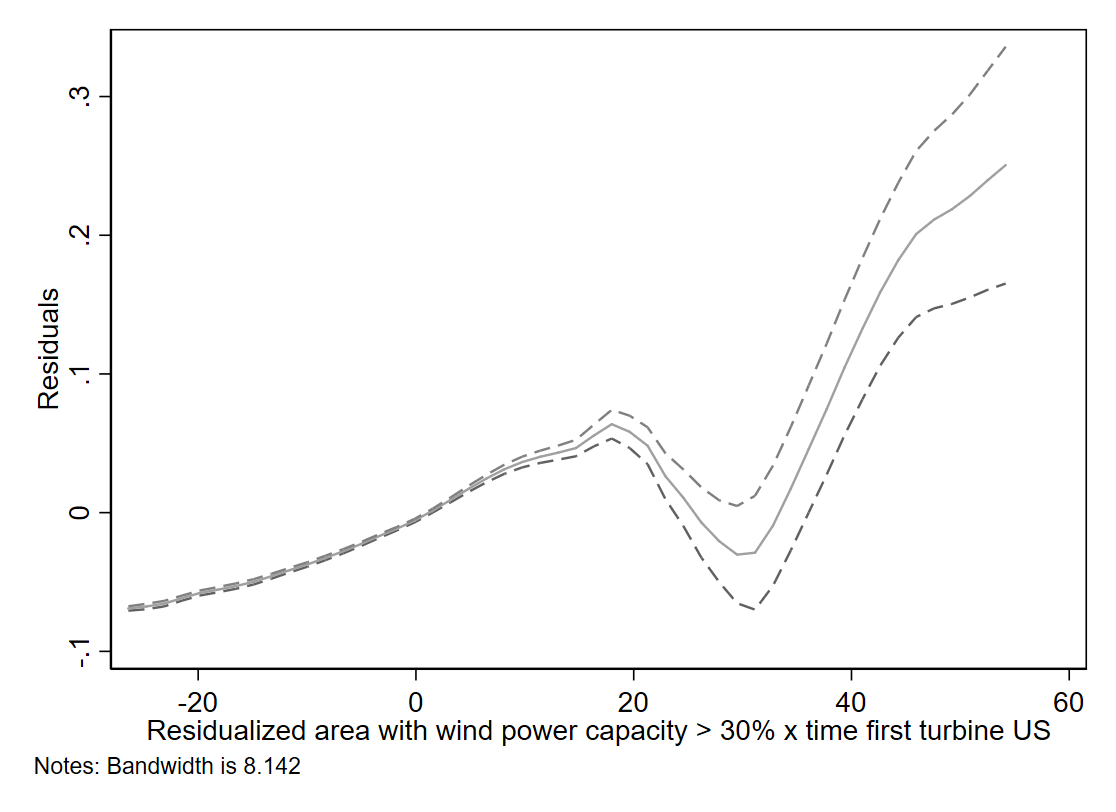 .3
.2
.1
0
-.1
Residuals
-20 0 20 40 60
Residualized area with wind power capacity > 30% x time first turbine US
Notes: Bandwidth is 8.142